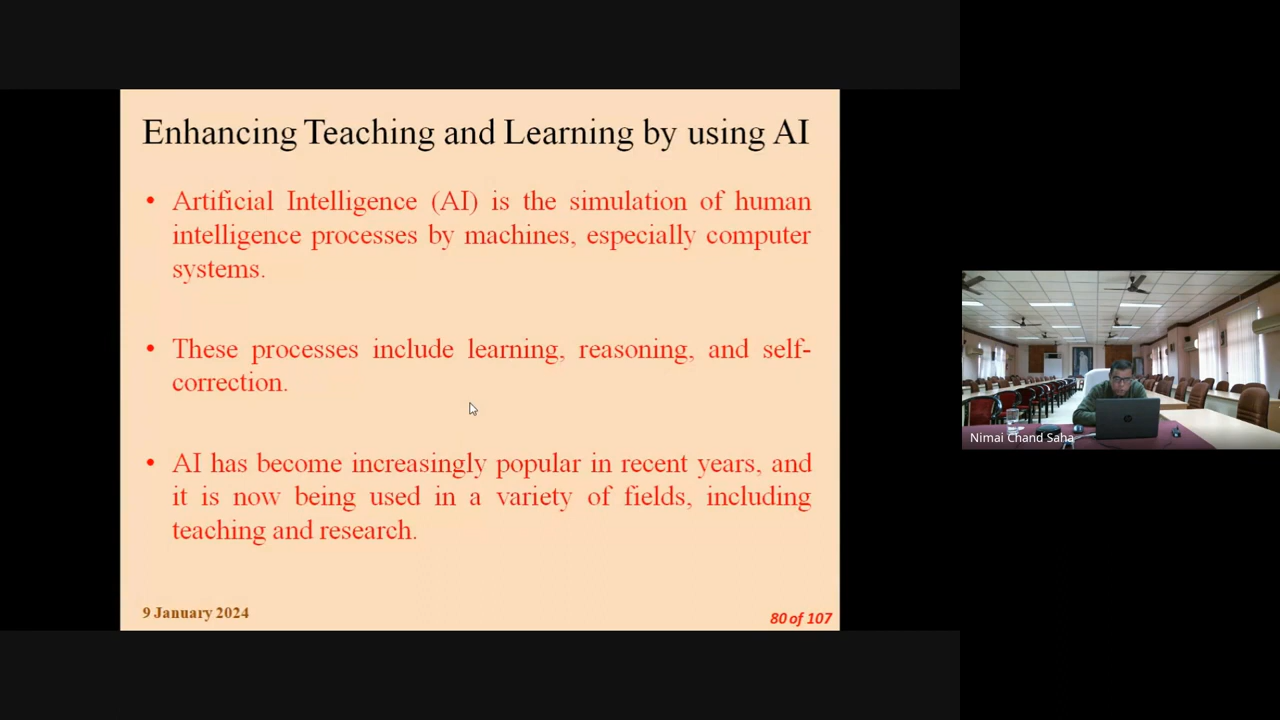 Enhancing Teaching and Learning by using AI
• Artificial Intelligence (AI) is the simulation of human
intelligence processes by machines, especially computer
systems.
• These processes include learning, reasoning, and self-
correction.
• AI has become increasingly popular in recent years, and
it is now being used in a variety of fields, including
teaching and research.
9 January 2024
80 of 107
Nimai Chand Saha